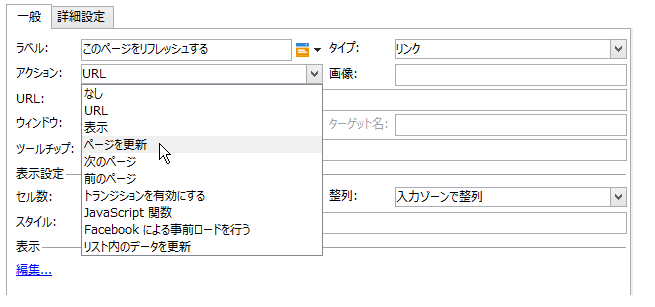 一般 詳細設定
ラベル: このページをリフレッシュする タイプ: リンク
アクション: URL 画像:
URL:
ウィンドウ: ターゲット名:
ツールチップ:
表示設定
セル数: 整列: 入力ゾーンで整列
スタイル:
表示
編集...
なし
URL
表示
ページを更新
次のページ
前のページ
トランジションを有効にする
JavaScript 関数
Facebook による事前ロードを行う
リスト内のデータを更新